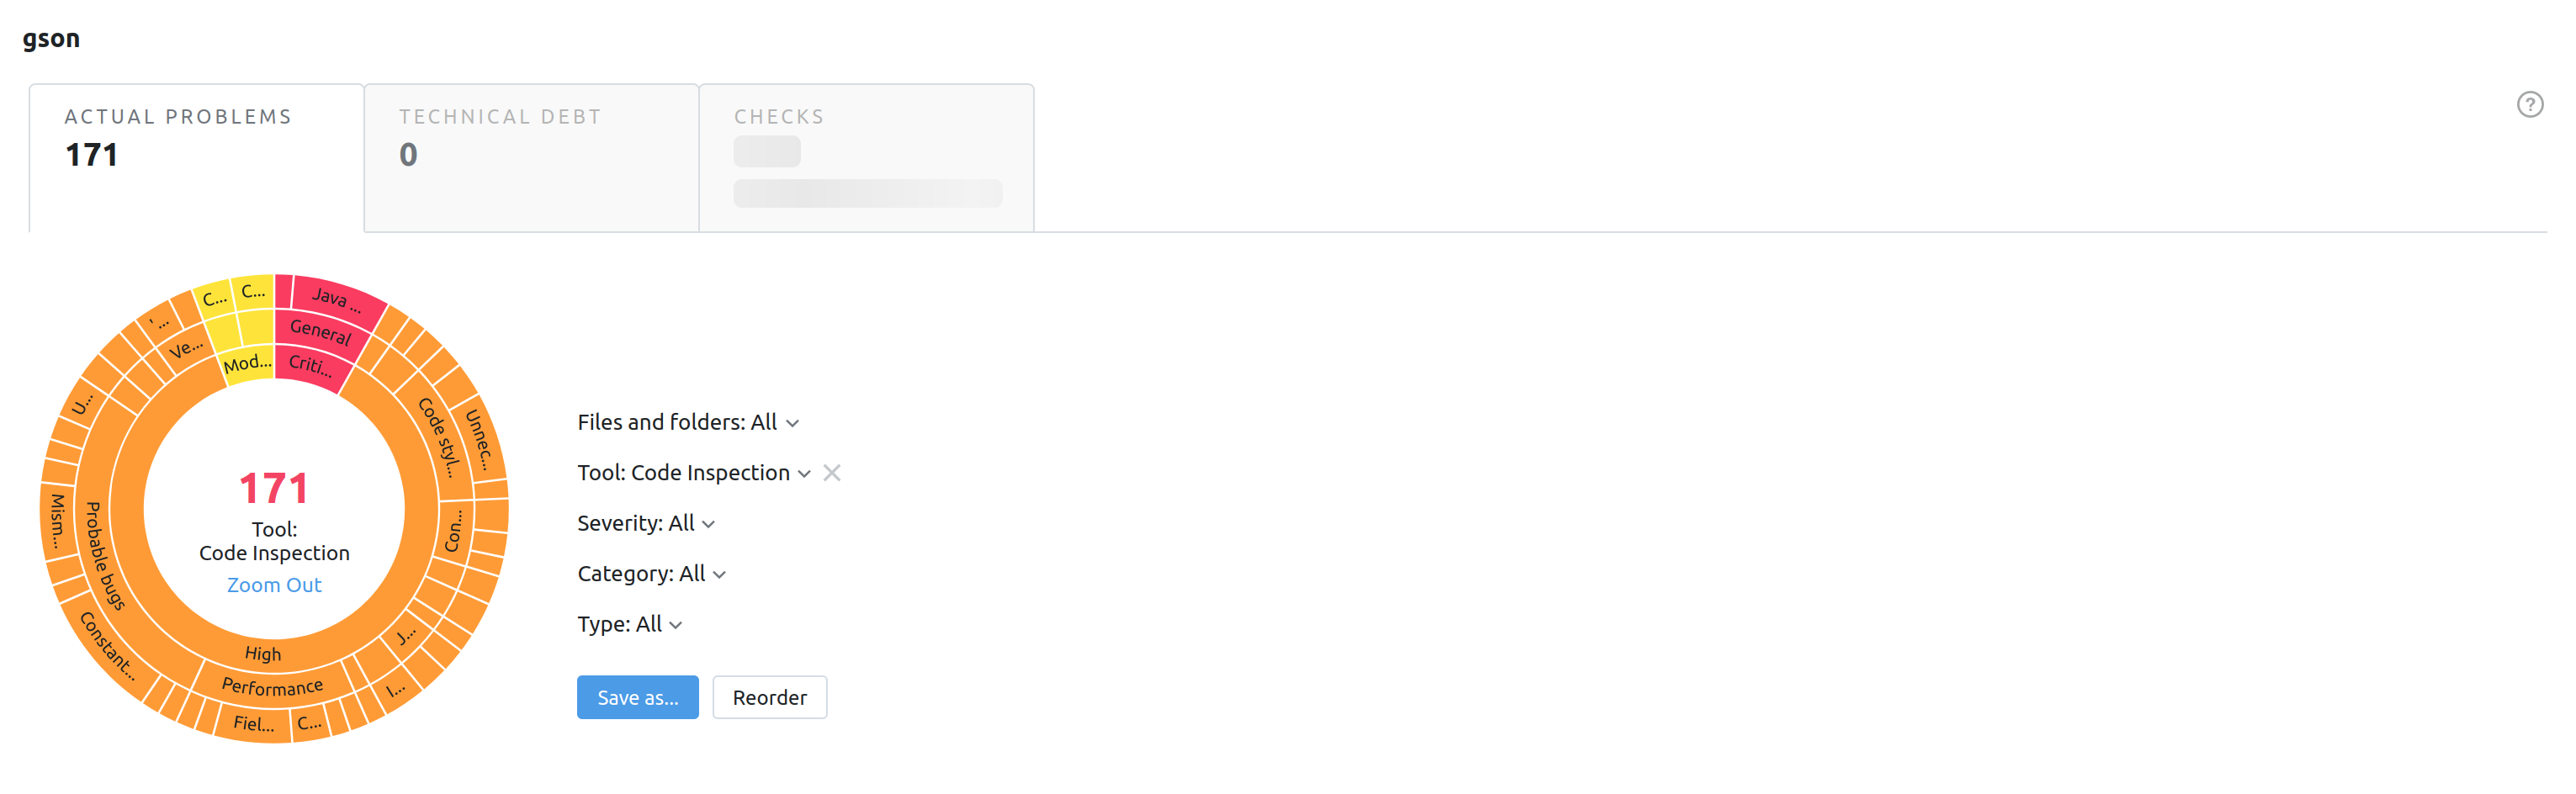 gson
ACTUAL PROBLEMS
171
TECHNICAL DEBT
0
CHECKS
?
C...
C...
Java ...
' ...
General
Ve...
Mod...
Criti...
U...
Code styl...
Unnec...
Mism...
Probable bugs
Con...
171
Tool:
Code Inspection
Zoom Out
Constant...
J...
High
Performance
I...
Fiel...
C...
Files and folders: All
Tool: Code Inspection
Severity: All
Category: All
Type: All
Save as...
Reorder